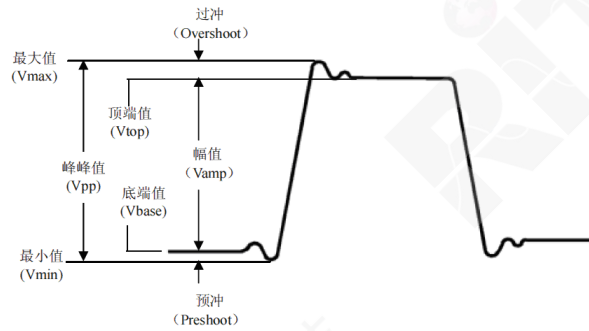 过冲
（Overshoot）
最大值
(Vmax)
顶端值
(Vtop)
峰峰值
(Vpp)
幅值
(Vamp)
底端值
(Vbase)
最小值
(Vmin)
预冲
（Preshoot）